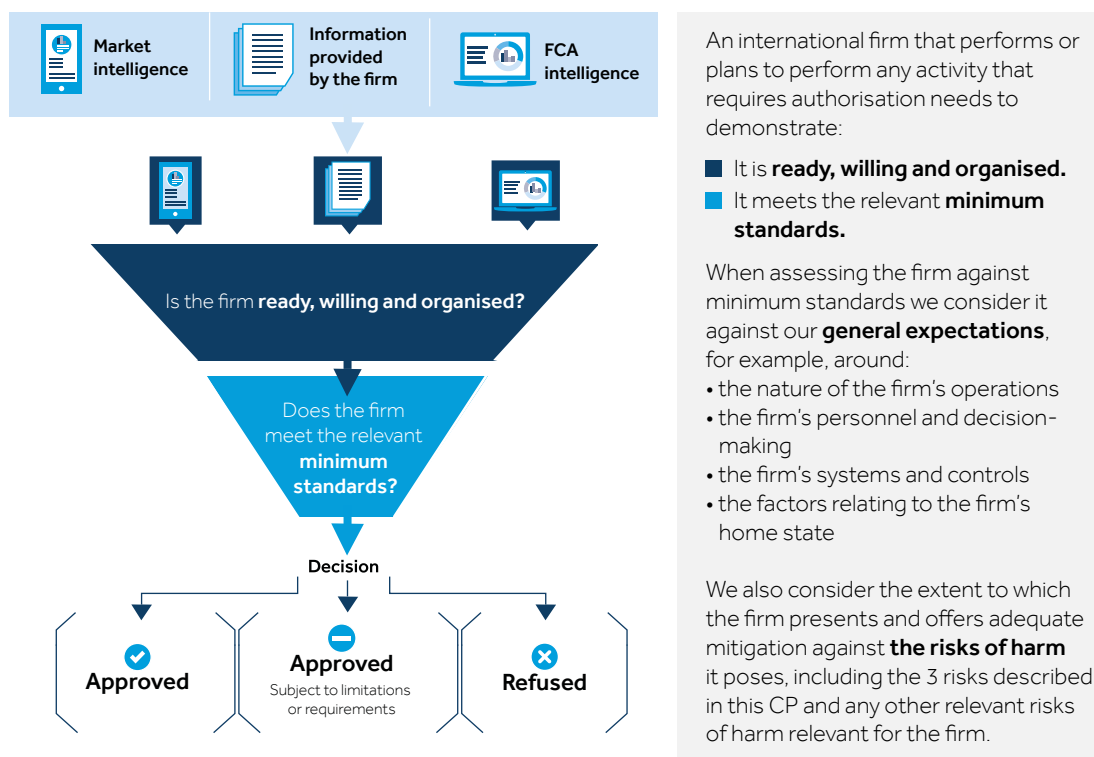 Market
intelligence
Information
provided
by the firm
FCA
intelligence
Is the firm ready, willing and organised?
Does the firm
meet the relevant
minimum
standards?
Decision
Approved
Approved
Subject to limitations
or requirements
Refused
An international firm that performs or
plans to perform any activity that
requires authorisation needs to
demonstrate:
It is ready, willing and organised.
It meets the relevant minimum
standards.
When assessing the firm against
minimum standards we consider it
against our general expectations,
for example, around:
• the nature of the firm's operations
• the firm's personnel and decision-
making
• the firm's systems and controls
• the factors relating to the firm's
home state
We also consider the extent to which
the firm presents and offers adequate
mitigation against the risks of harm
it poses, including the 3 risks described
in this CP and any other relevant risks
of harm relevant for the firm.